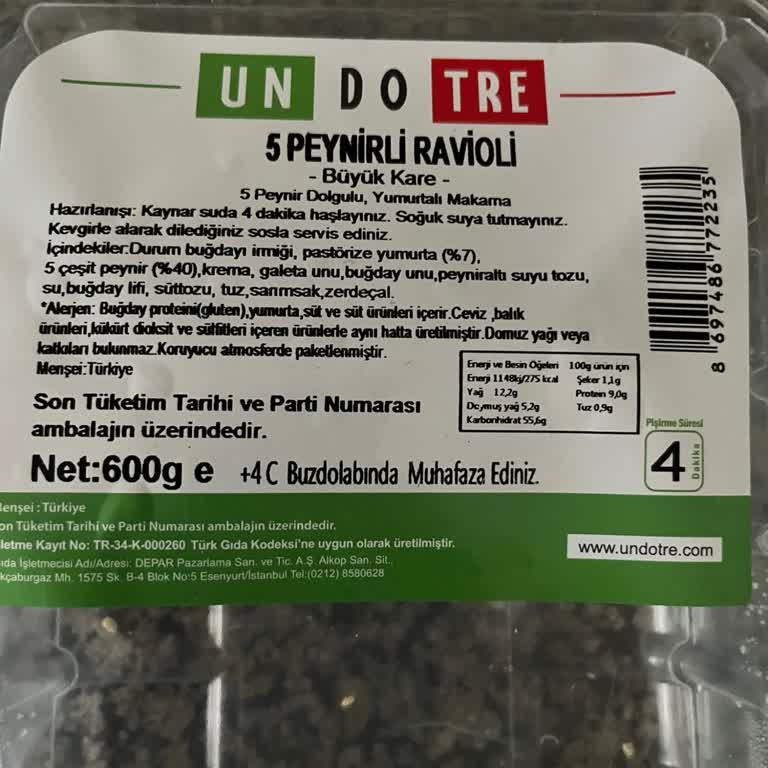 UN DO TRE
5 PEYNİRLİ RAVİOLİ
- Büyük Kare -
5 Peynir Dolgulu, Yumurtalı Makarna
Hazırlanışı: Kaynar suda 4 dakika haşlayınız. Soğuk suya tutmayınız.
Kevgirle alarak dilediğiniz sosla servis ediniz.
İçindekiler:Durum buğdayı irmiği, pastörize yumurta (%7),
5 çeşit peynir (%40),krema, galeta unu,buğday unu,peyniraltı suyu tozu,
su,buğday lifi, süttozu, tuz,sarımsak,zerdeçal.
*Alerjen: Buğday proteini(gluten),yumurta,süt ve süt ürünleri içerir.Ceviz ,balık
ürünleri,kükürt dioksit ve sülfitleri içeren ürünlerle aynı hatta üretilmiştir.Domuz yağı veya
katkıları bulunmaz.Koruyucu atmosferde paketlenmiştir.
Menşei:Türkiye
Enerji ve Besin Öğeleri 100g ürün için
Enerji 1148kj/275 kcal Şeker 1,1g
Yağ 12,2g Protein 9,0g
Doymuş yağ 5,2g Tuz 0,9g
Karbonhidrat 55,6g
8 697486 772235
Son Tüketim Tarihi ve Parti Numarası
ambalajın üzerindedir.
Pişirme Süresi
4 Dakika
Net:600g e +4 C Buzdolabında Muhafaza Ediniz.
enşei : Türkiye
on Tüketim Tarihi ve Parti Numarası ambalajın üzerindedir.
letme Kayıt No: TR-34-K-000260 Türk Gıda Kodeksi'ne uygun olarak üretilmiştir.
ıda İşletmecisi Adı/Adresi: DEPAR Pazarlama San. ve Tic. A.Ş. Alkop San. Sit.,
kçaburgaz Mh. 1575 Sk. B-4 Blok No:5 Esenyurt/İstanbul Tel:(0212) 8580628
www.undotre.com